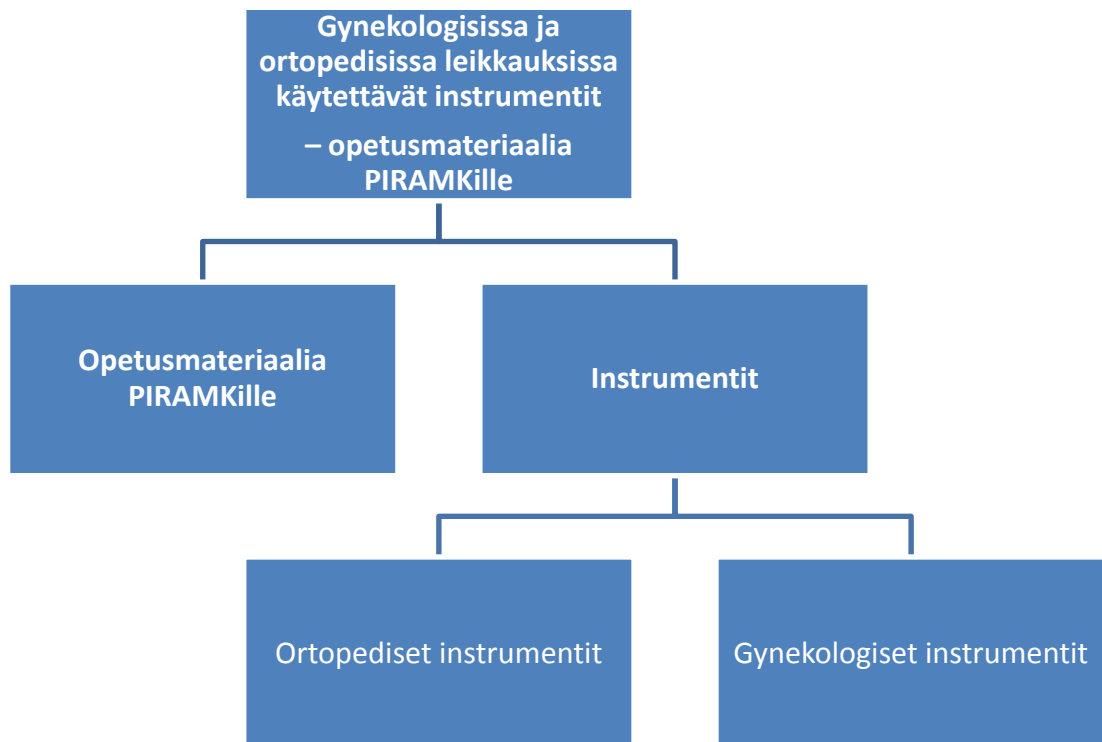 Gynekologisissa ja
ortopedisissa leikkauksissa
käytettävät instrumentit
– opetusmateriaalia
PIRAMKille
Opetusmateriaalia
PIRAMKille
Instrumentit
Ortopediset instrumentit
Gynekologiset instrumentit